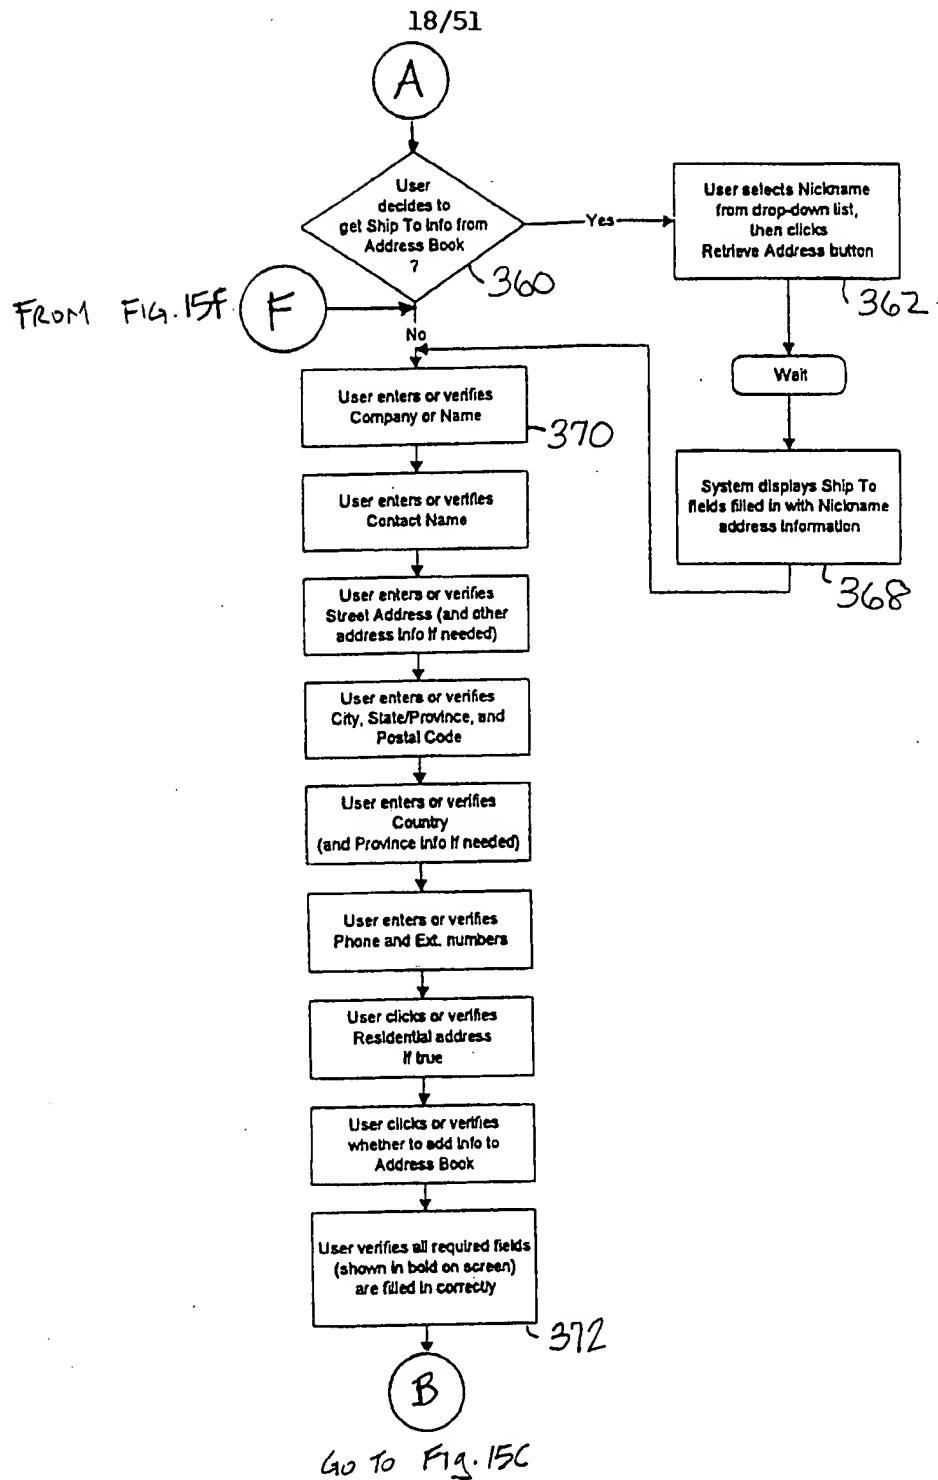 18/51
A
User
decides to
get Ship To Info from
Address Book
?
360
Yes
User selects Nickname
from drop-down list,
then clicks
Retrieve Address button
362
FROM FIG. 15F
F
No
Wait
User enters or verifies
Company or Name
370
System displays Ship To
fields filled in with Nickname
address information
368
User enters or verifies
Contact Name
User enters or verifies
Street Address (and other
address info if needed)
User enters or verifies
City, State/Province, and
Postal Code
User enters or verifies
Country
(and Province info if needed)
User enters or verifies
Phone and Ext. numbers
User clicks or verifies
Residential address
if true
User clicks or verifies
whether to add info to
Address Book
User verifies all required fields
(shown in bold on screen)
are filled in correctly
372
B
Go To Fig. 15C